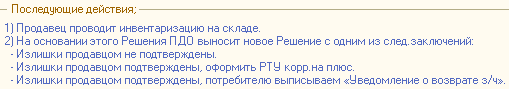 Последующие действия;
1) Продавец проводит инвентаризацию на складе.
2) На основании этого Решения ПДО выносит новое Решение с одним из след.заключений:
- Излишки продавцом не подтверждены.
- Излишки продавцом подтверждены, оформить РТУ корр.на плюс.
- Излишки продавцом подтверждены, потребителю выписываем «Уведомление о возврате з/ч».